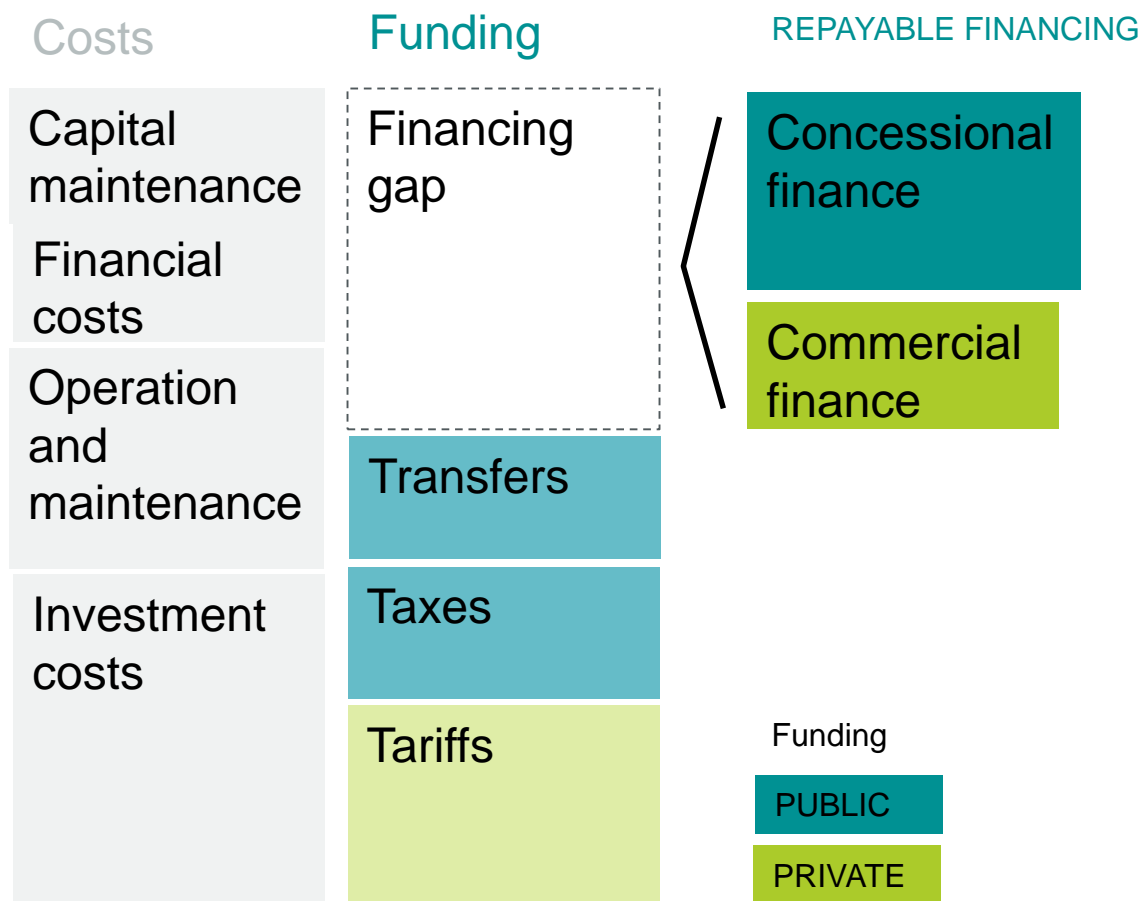 Costs
Funding
REPAYABLE FINANCING
Capital
maintenance
Financial
costs
Operation
and
maintenance
Investment
costs
Financing
gap
Transfers
Taxes
Tariffs
Concessional
finance
Commercial
finance
Funding
PUBLIC
PRIVATE